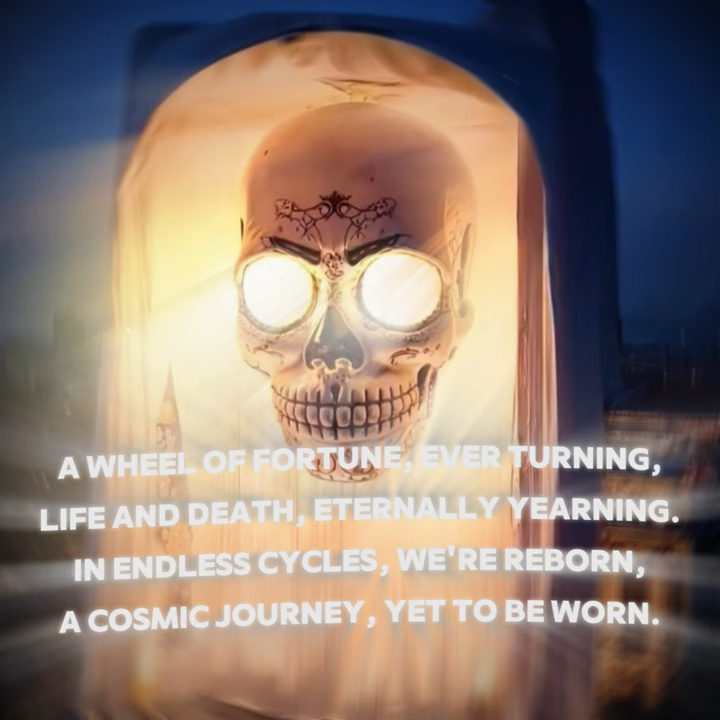 A WHEEL OF FORTUNE, EVER TURNING,
LIFE AND DEATH, ETERNALLY YEARNING.
IN ENDLESS CYCLES, WE'RE REBORN,
A COSMIC JOURNEY, YET TO BE WORN.